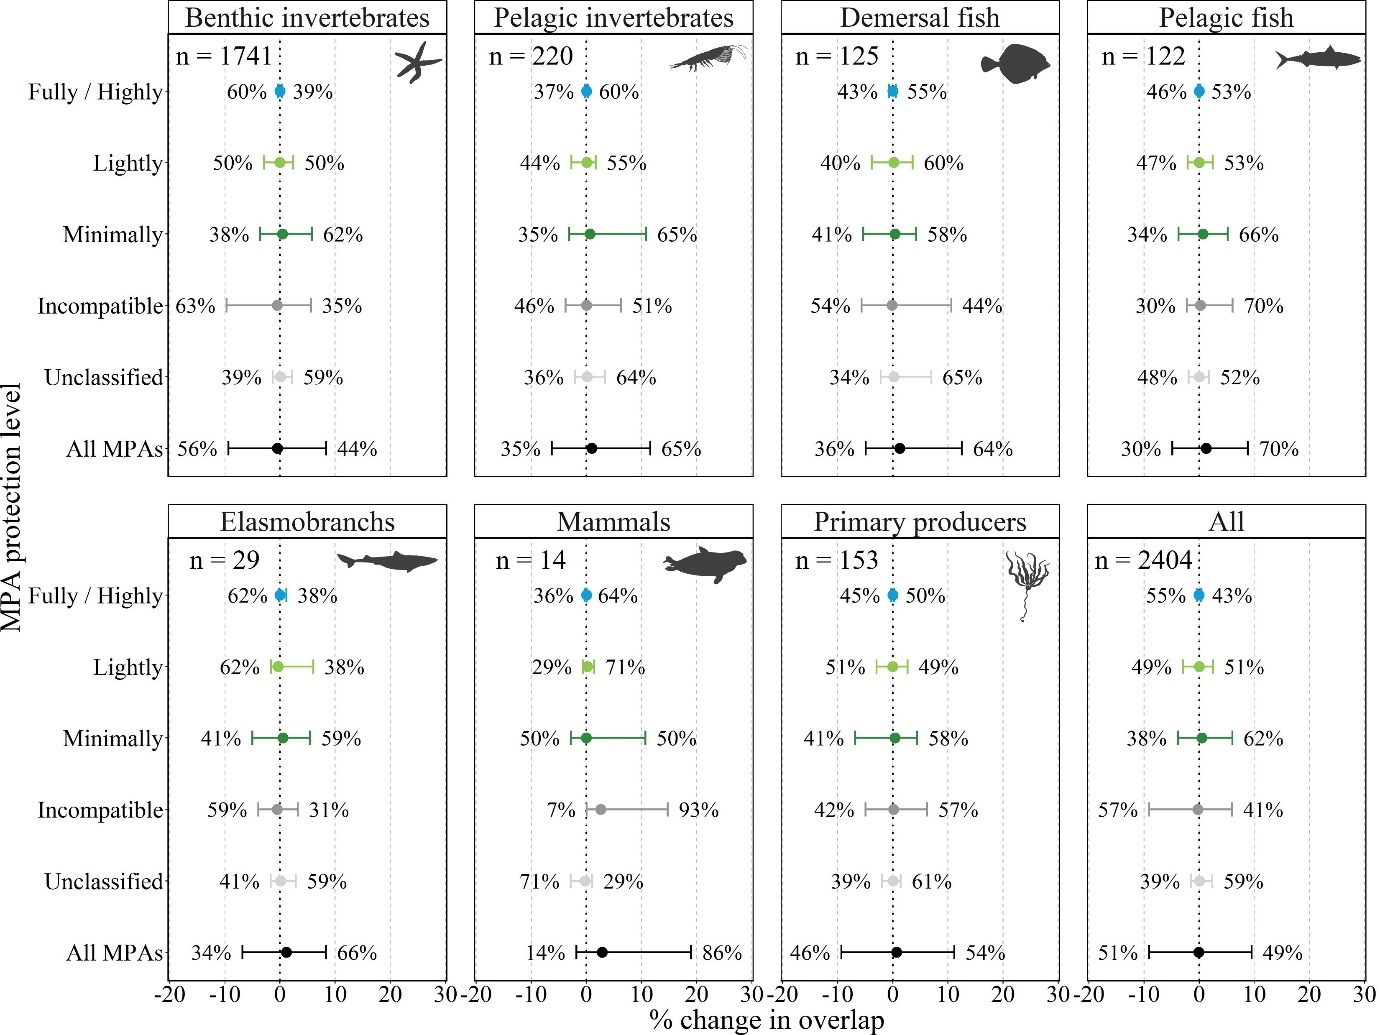 Benthic invertebrates Pelagic invertebrates Demersal fish Pelagic fish
n = 1741 n = 220 n = 125 n = 122
Fully / Highly 60% 39% 37% 60% 43% 55% 46% 53%
Lightly 50% 50% 44% 55% 40% 60% 47% 53%
Minimally 38% 62% 35% 65% 41% 58% 34% 66%
Incompatible 63% 35% 46% 51% 54% 44% 30% 70%
Unclassified 39% 59% 36% 64% 34% 65% 48% 52%
All MPAs 56% 44% 35% 65% 36% 64% 30% 70%
MPA protection level
Elasmobranchs Mammals Primary producers All
n = 29 n = 14 n = 153 n = 2404
Fully / Highly 62% 38% 36% 64% 45% 50% 55% 43%
Lightly 62% 38% 29% 71% 51% 49% 49% 51%
Minimally 41% 59% 50% 50% 41% 58% 38% 62%
Incompatible 59% 31% 7% 93% 42% 57% 57% 41%
Unclassified 41% 59% 71% 29% 39% 61% 39% 59%
All MPAs 34% 66% 14% 86% 46% 54% 51% 49%
-20 -10 0 10 20 30 -20 -10 0 10 20 30 -20 -10 0 10 20 30 -20 -10 0 10 20 30
% change in overlap